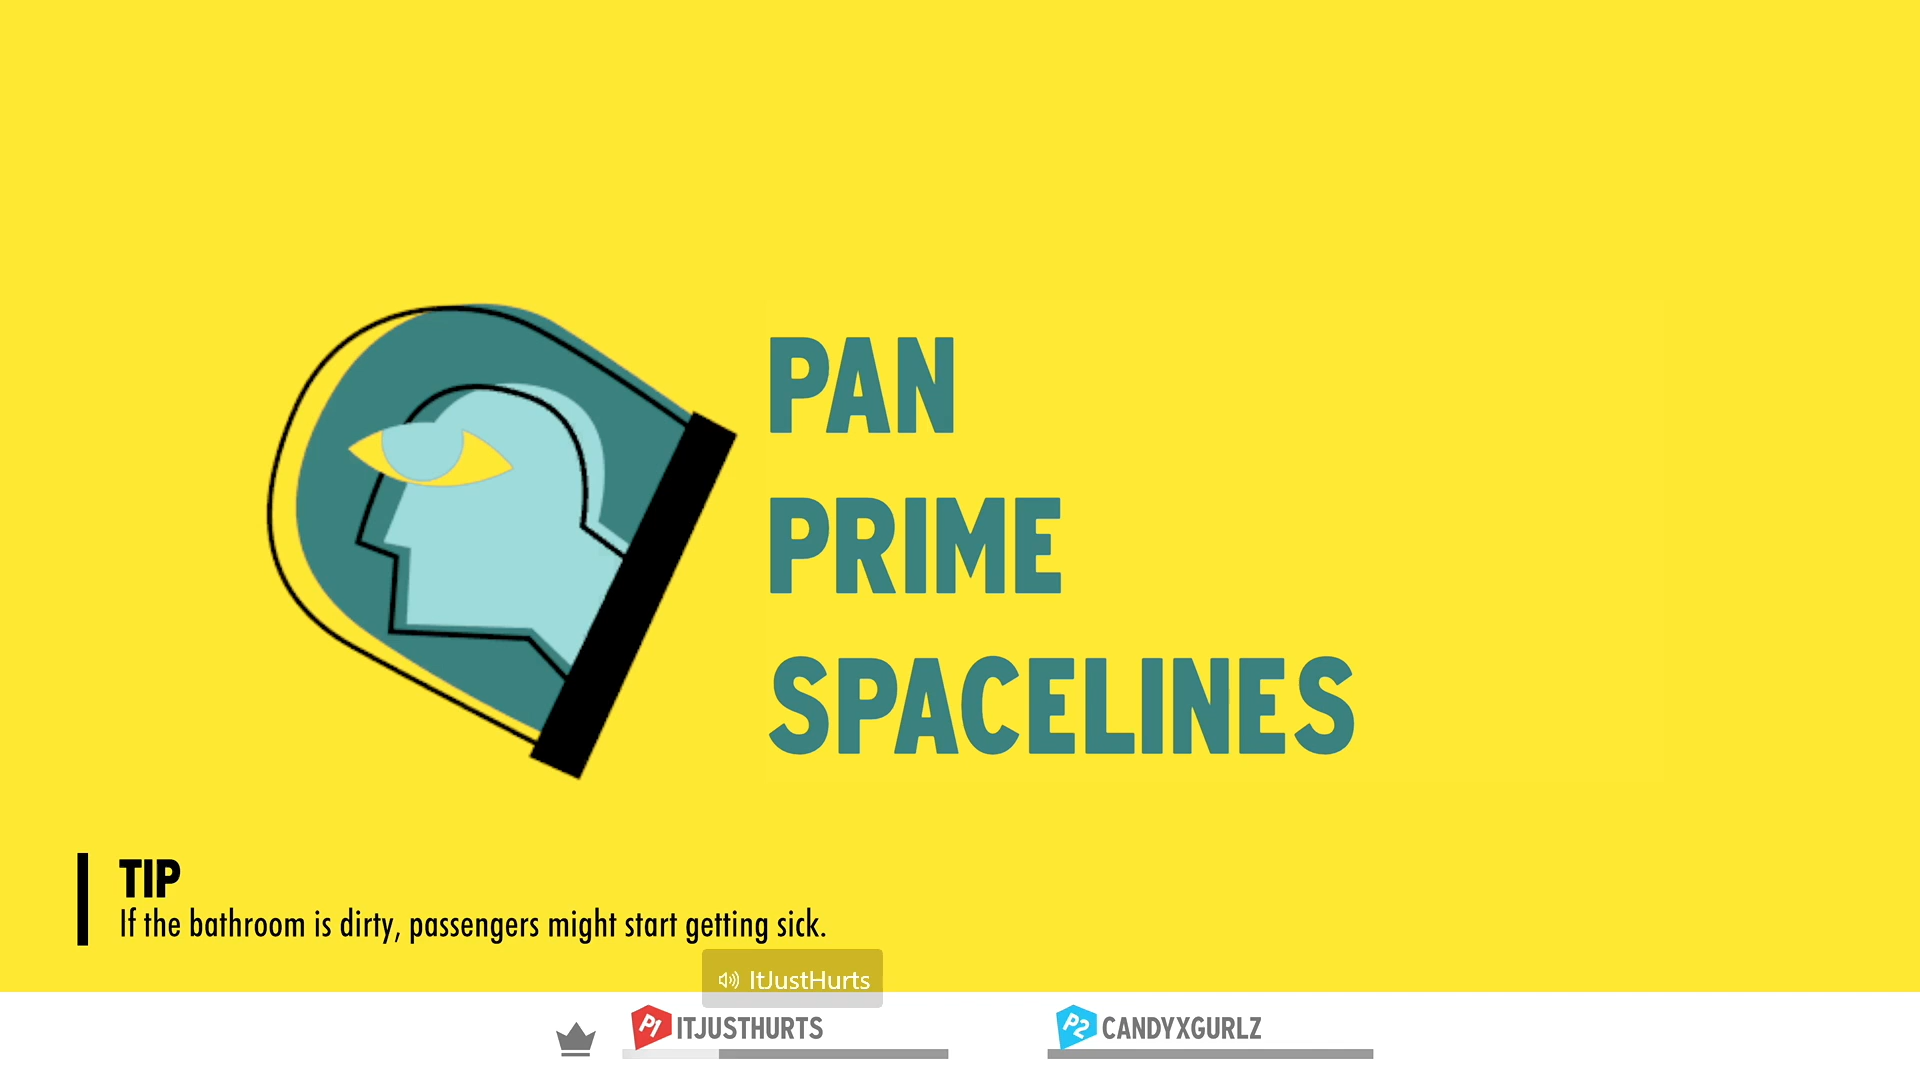 PAN
PRIME
SPACELINES
TIP
If the bathroom is dirty, passengers might start getting sick.
ItJustHurts
P1 ITJUSTHURTS
P2 CANDYXGURLZ